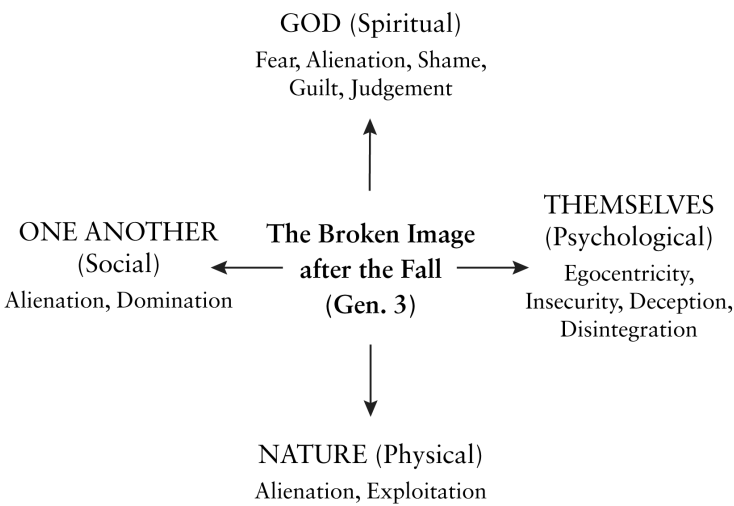 GOD (Spiritual)
Fear, Alienation, Shame,
Guilt, Judgement
ONE ANOTHER
(Social)
Alienation, Domination
The Broken Image
after the Fall
(Gen. 3)
THEMSELVES
(Psychological)
Egocentricity,
Insecurity, Deception,
Disintegration
NATURE (Physical)
Alienation, Exploitation